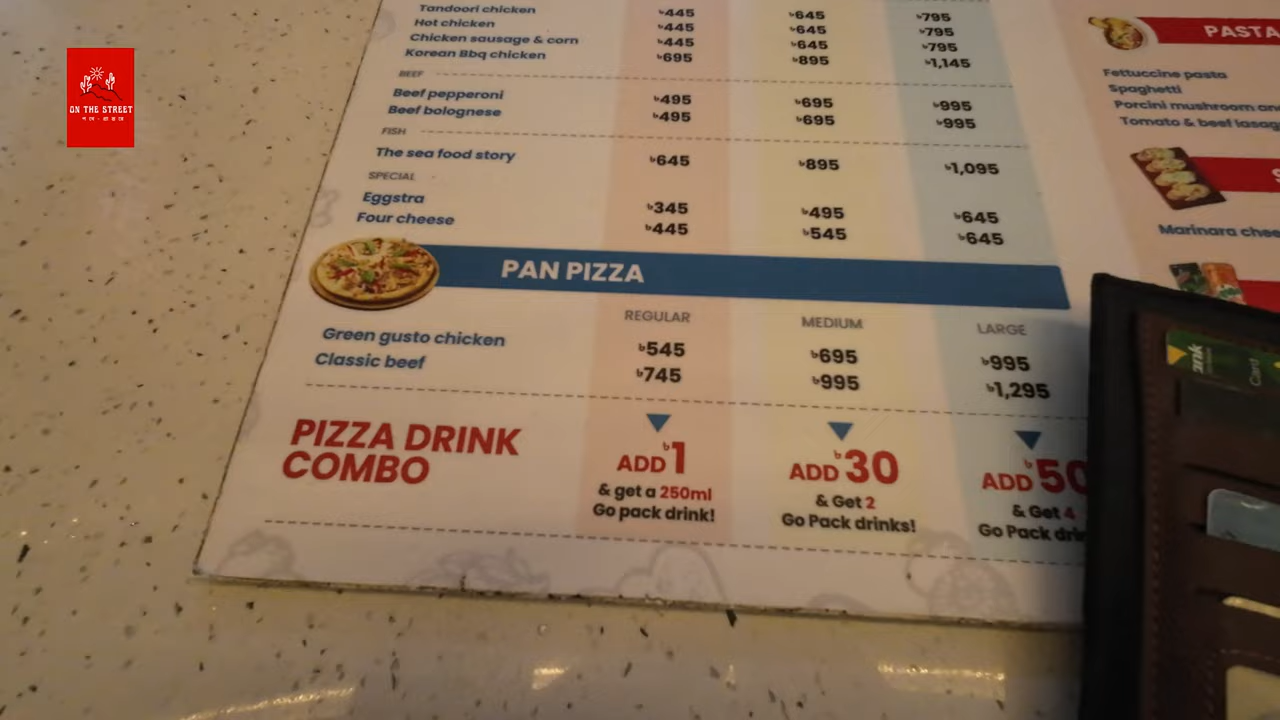 ON THE STREET
Tandoori chicken ৳445 ৳645 ৳795
Hot chicken ৳445 ৳645 ৳795
Chicken sausage & corn ৳445 ৳645 ৳795
Korean Bbq chicken ৳695 ৳895 ৳1,145
BEEF
Beef pepperoni ৳495 ৳695 ৳995
Beef bolognese ৳495 ৳695 ৳995
FISH
The sea food story ৳645 ৳895 ৳1,095
SPECIAL
Eggstra ৳345 ৳495 ৳645
Four cheese ৳445 ৳545 ৳645
PAN PIZZA
REGULAR MEDIUM LARGE
Green gusto chicken ৳545 ৳695 ৳995
Classic beef ৳745 ৳995 ৳1,295
PIZZA DRINK
COMBO
ADD ৳1
& get a 250ml
Go pack drink!
ADD ৳30
& Get 2
Go Pack drinks!
ADD ৳50
& Get 4
Go Pack
PASTA
Fettuccine pasta
Spaghetti
Porcini mushroom
Tomato & beef
Marinara
Card